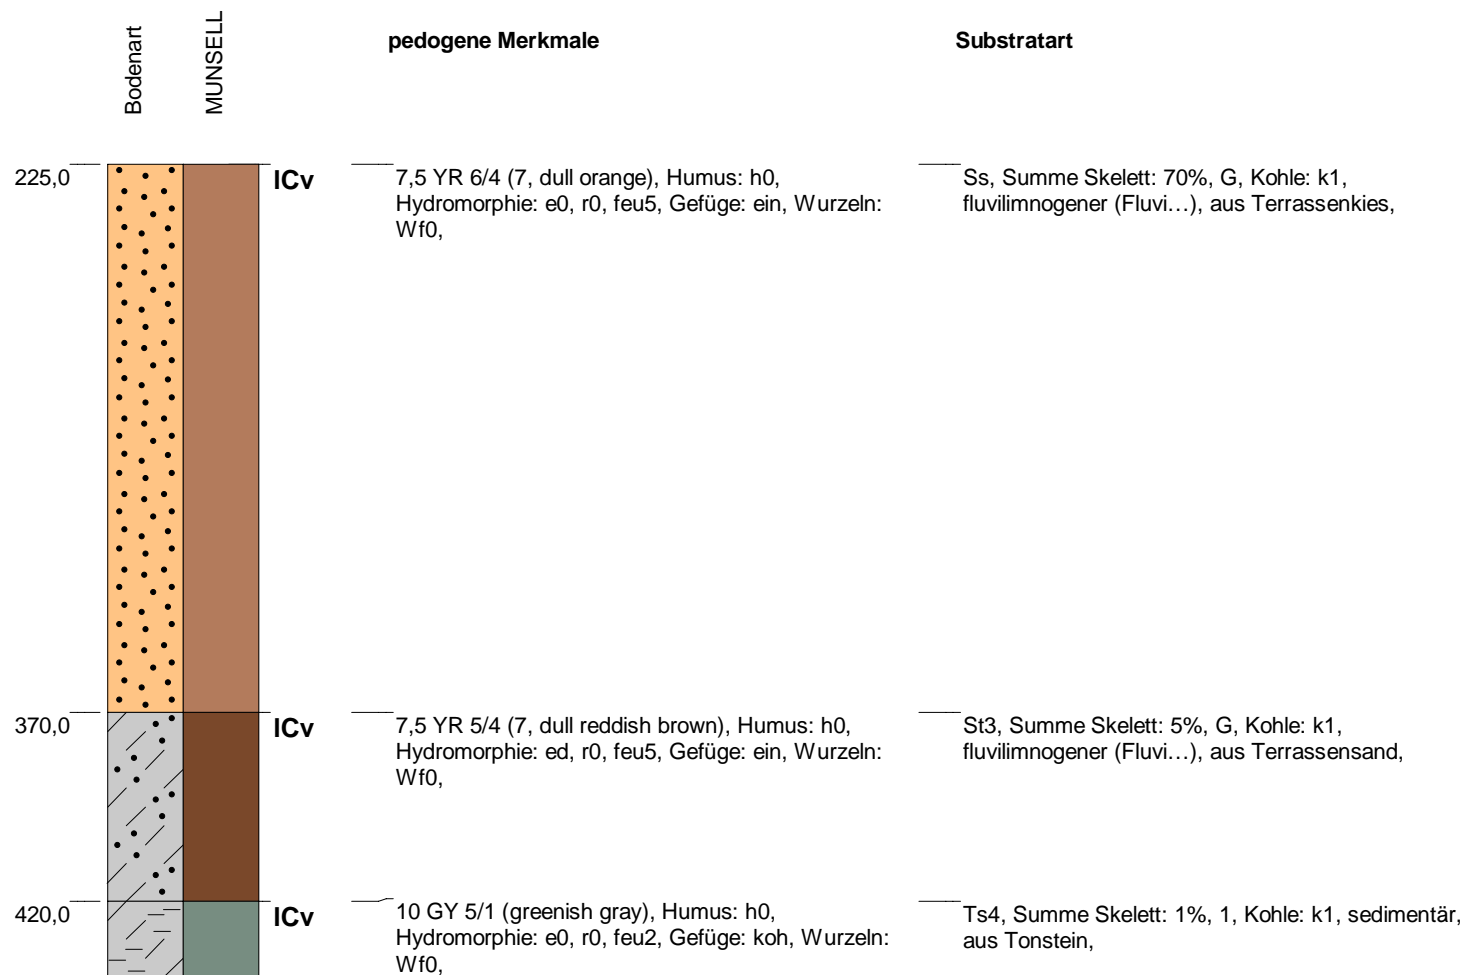 Bodenart
MUNSELL
pedogene Merkmale
Substratart
225,0
ICv
7,5 YR 6/4 (7, dull orange), Humus: h0,
Hydromorphie: e0, r0, feu5, Gefüge: ein, Wurzeln:
Wf0,
Ss, Summe Skelett: 70%, G, Kohle: k1,
fluvilimnogener (Fluvi…), aus Terrassenkies,
370,0
ICv
7,5 YR 5/4 (7, dull reddish brown), Humus: h0,
Hydromorphie: ed, r0, feu5, Gefüge: ein, Wurzeln:
Wf0,
St3, Summe Skelett: 5%, G, Kohle: k1,
fluvilimnogener (Fluvi…), aus Terrassensand,
420,0
ICv
10 GY 5/1 (greenish gray), Humus: h0,
Hydromorphie: e0, r0, feu2, Gefüge: koh, Wurzeln:
Wf0,
Ts4, Summe Skelett: 1%, 1, Kohle: k1, sedimentär,
aus Tonstein,